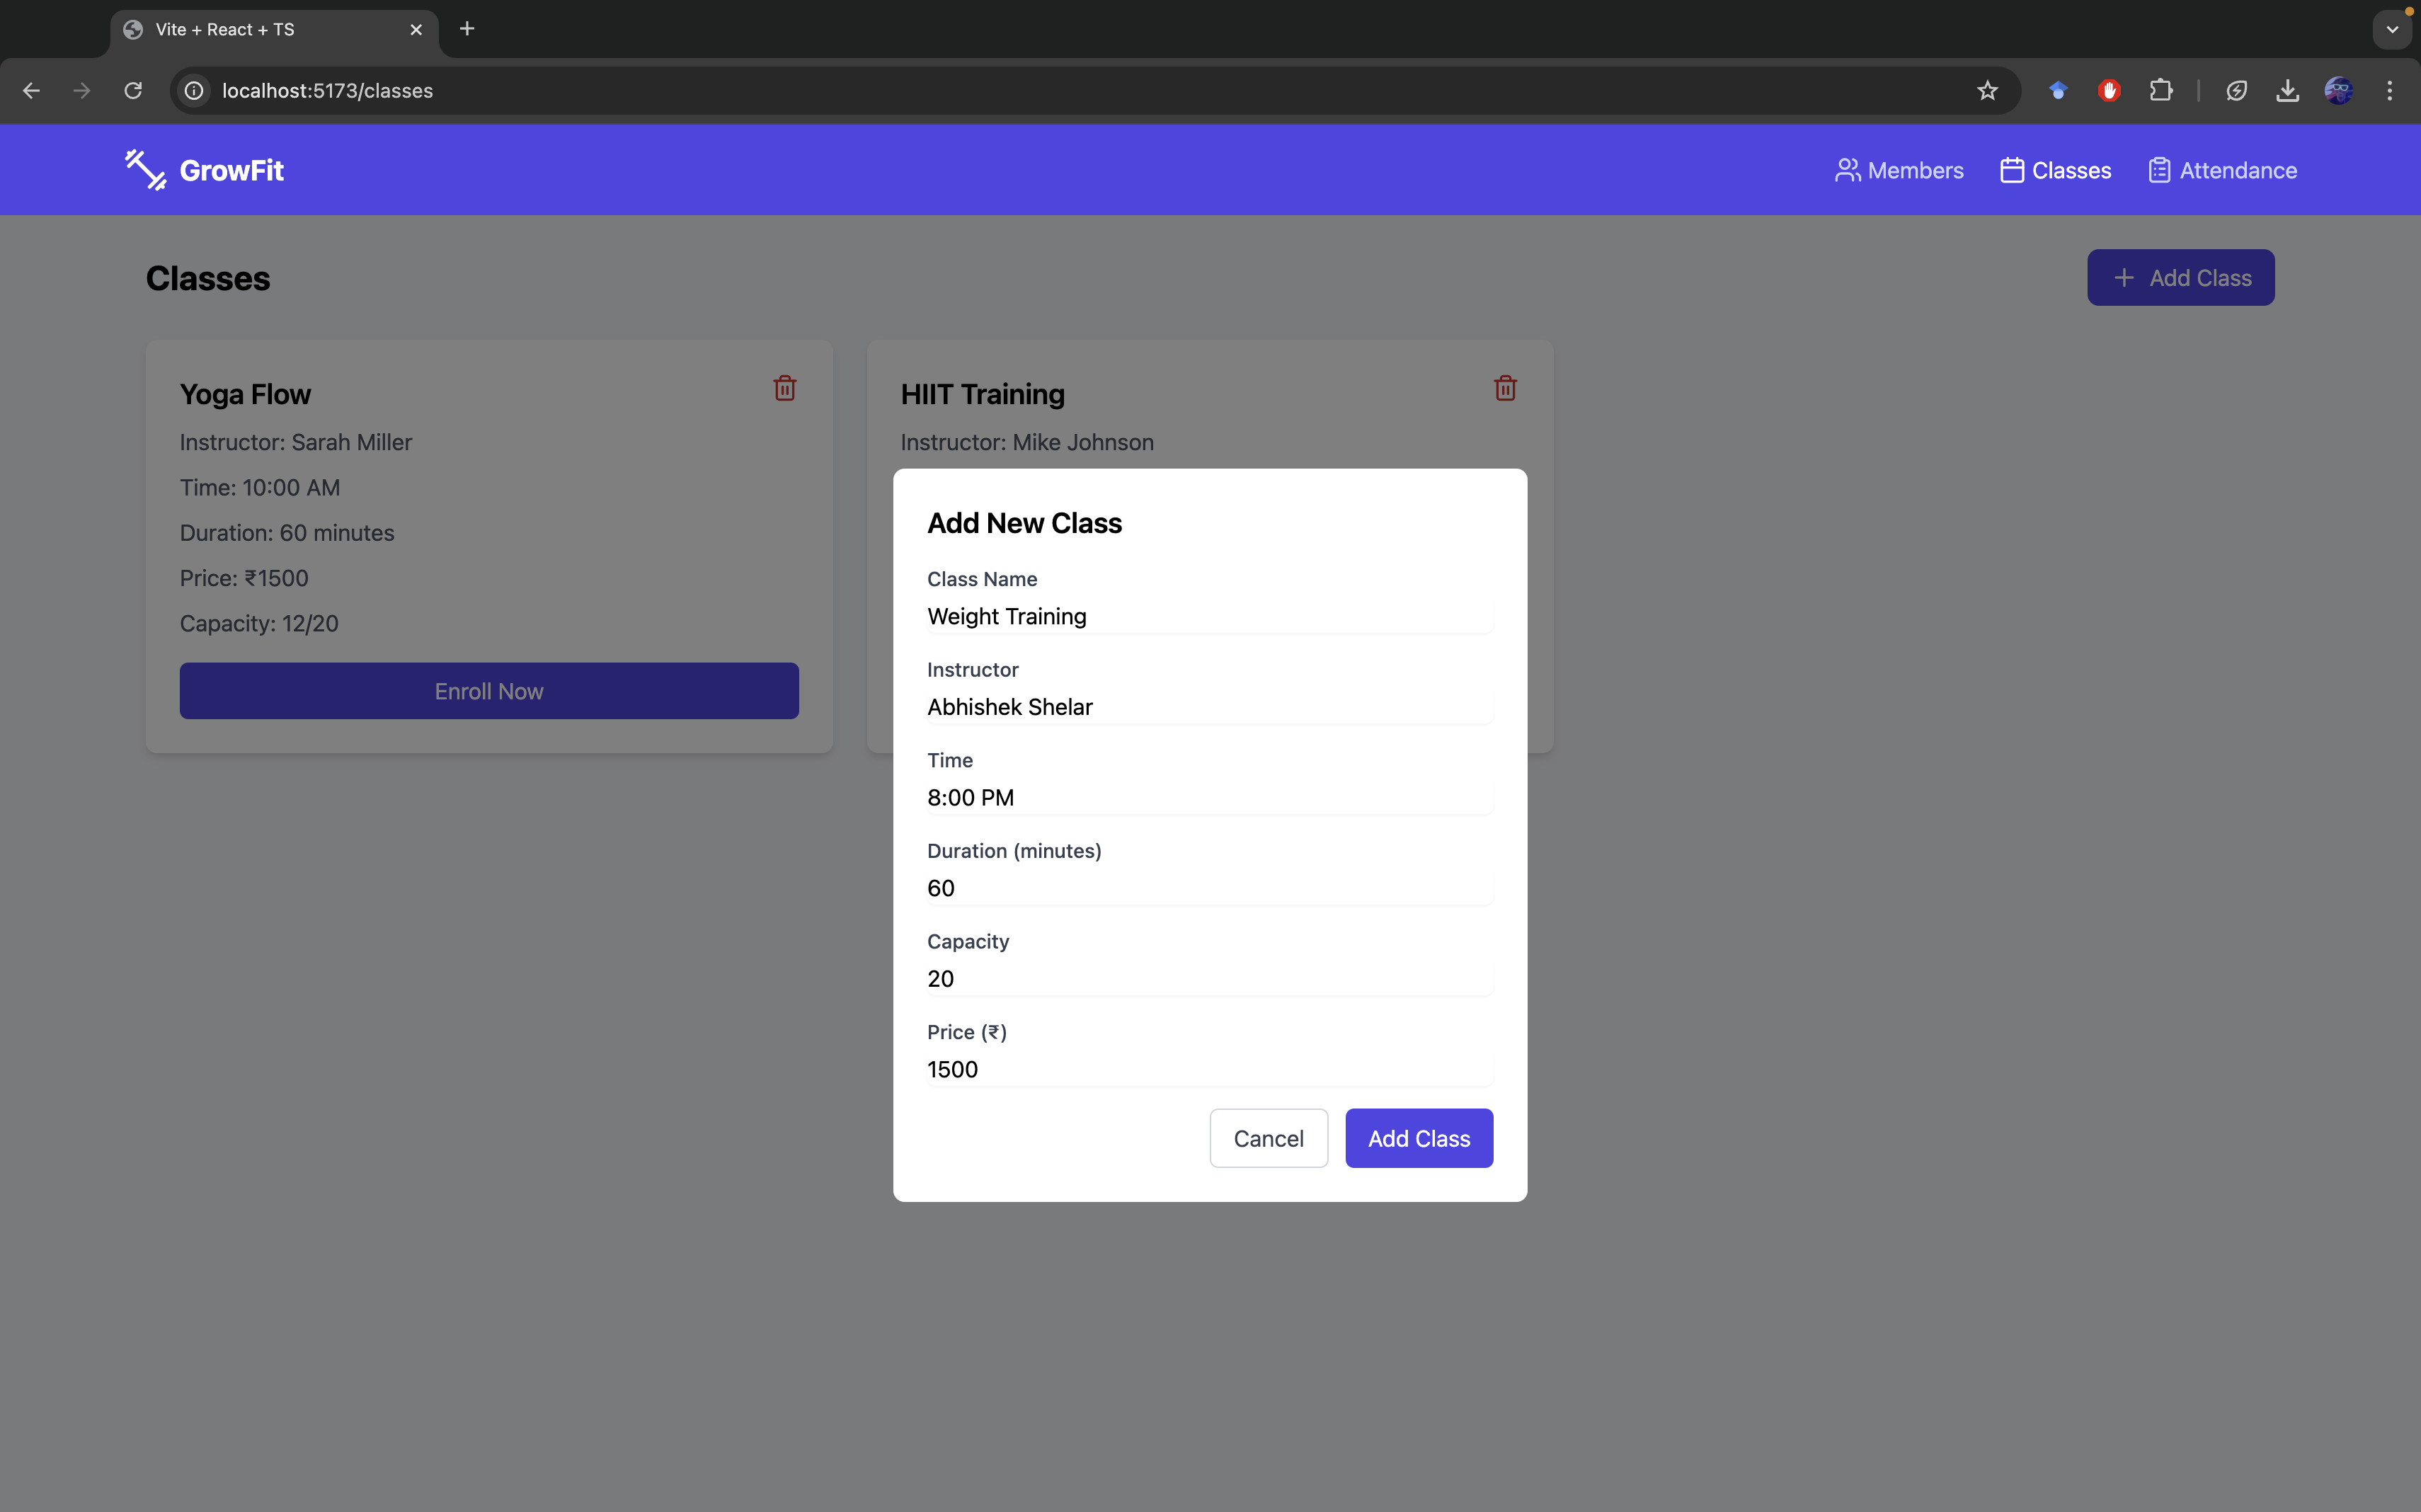 Vite + React + TS
localhost:5173/classes
GrowFit
Members
Classes
Attendance
Classes
Add Class
Yoga Flow
Instructor: Sarah Miller
Time: 10:00 AM
Duration: 60 minutes
Price: ₹1500
Capacity: 12/20
Enroll Now
HIIT Training
Instructor: Mike Johnson
Add New Class
Class Name
Weight Training
Instructor
Abhishek Shelar
Time
8:00 PM
Duration (minutes)
60
Capacity
20
Price (₹)
1500
Cancel
Add Class